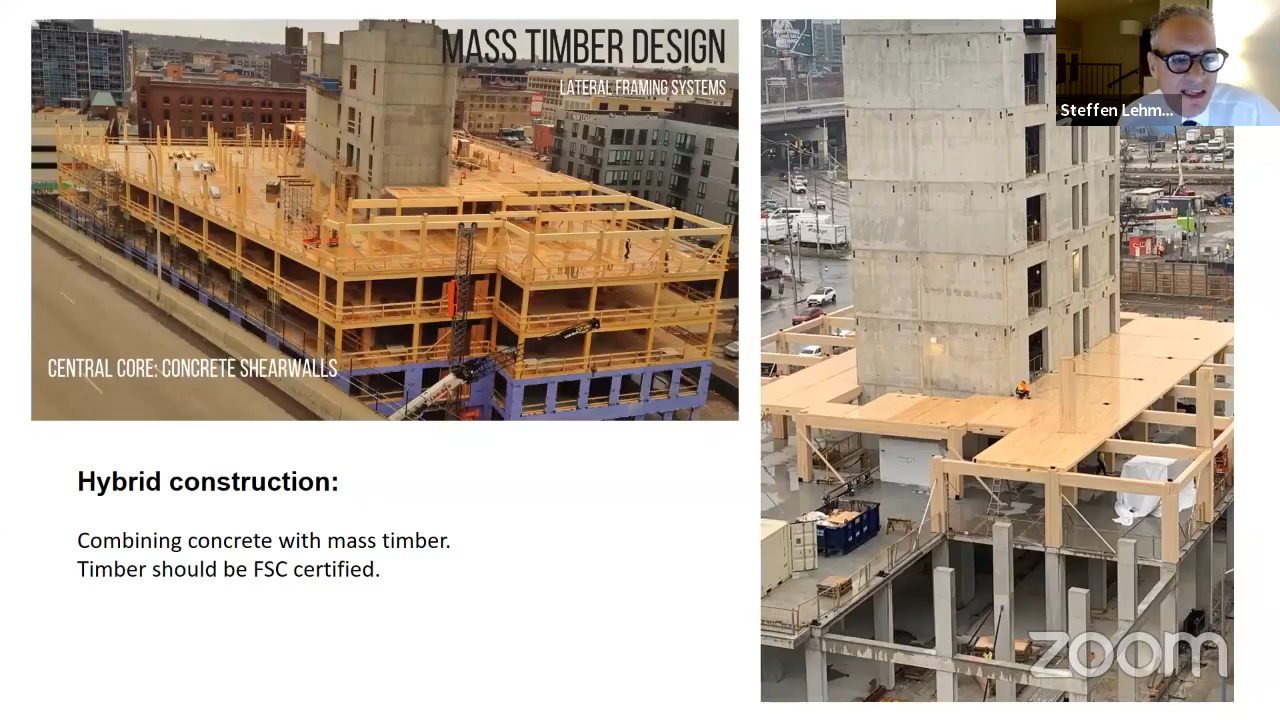 MASS TIMBER DESIGN
LATERAL FRAMING SYSTEMS
CENTRAL CORE: CONCRETE SHEARWALLS
Hybrid construction:
Combining concrete with mass timber.
Timber should be FSC certified.
Steffen Lehm...
zoom